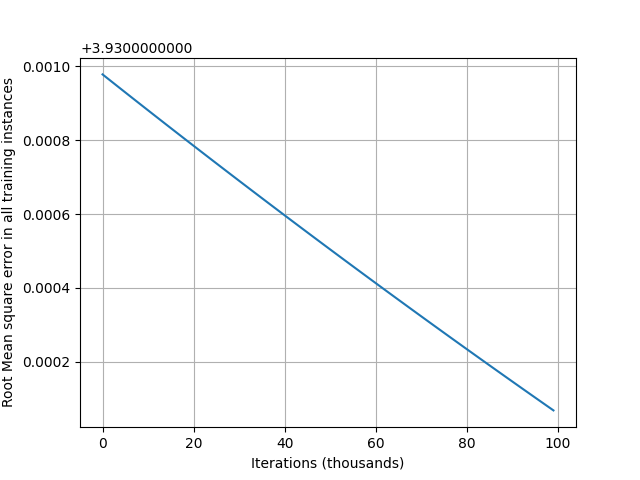 +3.9300000000
0.0010
0.0008
0.0006
0.0004
0.0002
Root Mean square error in all training instances
0 20 40 60 80 100
Iterations (thousands)